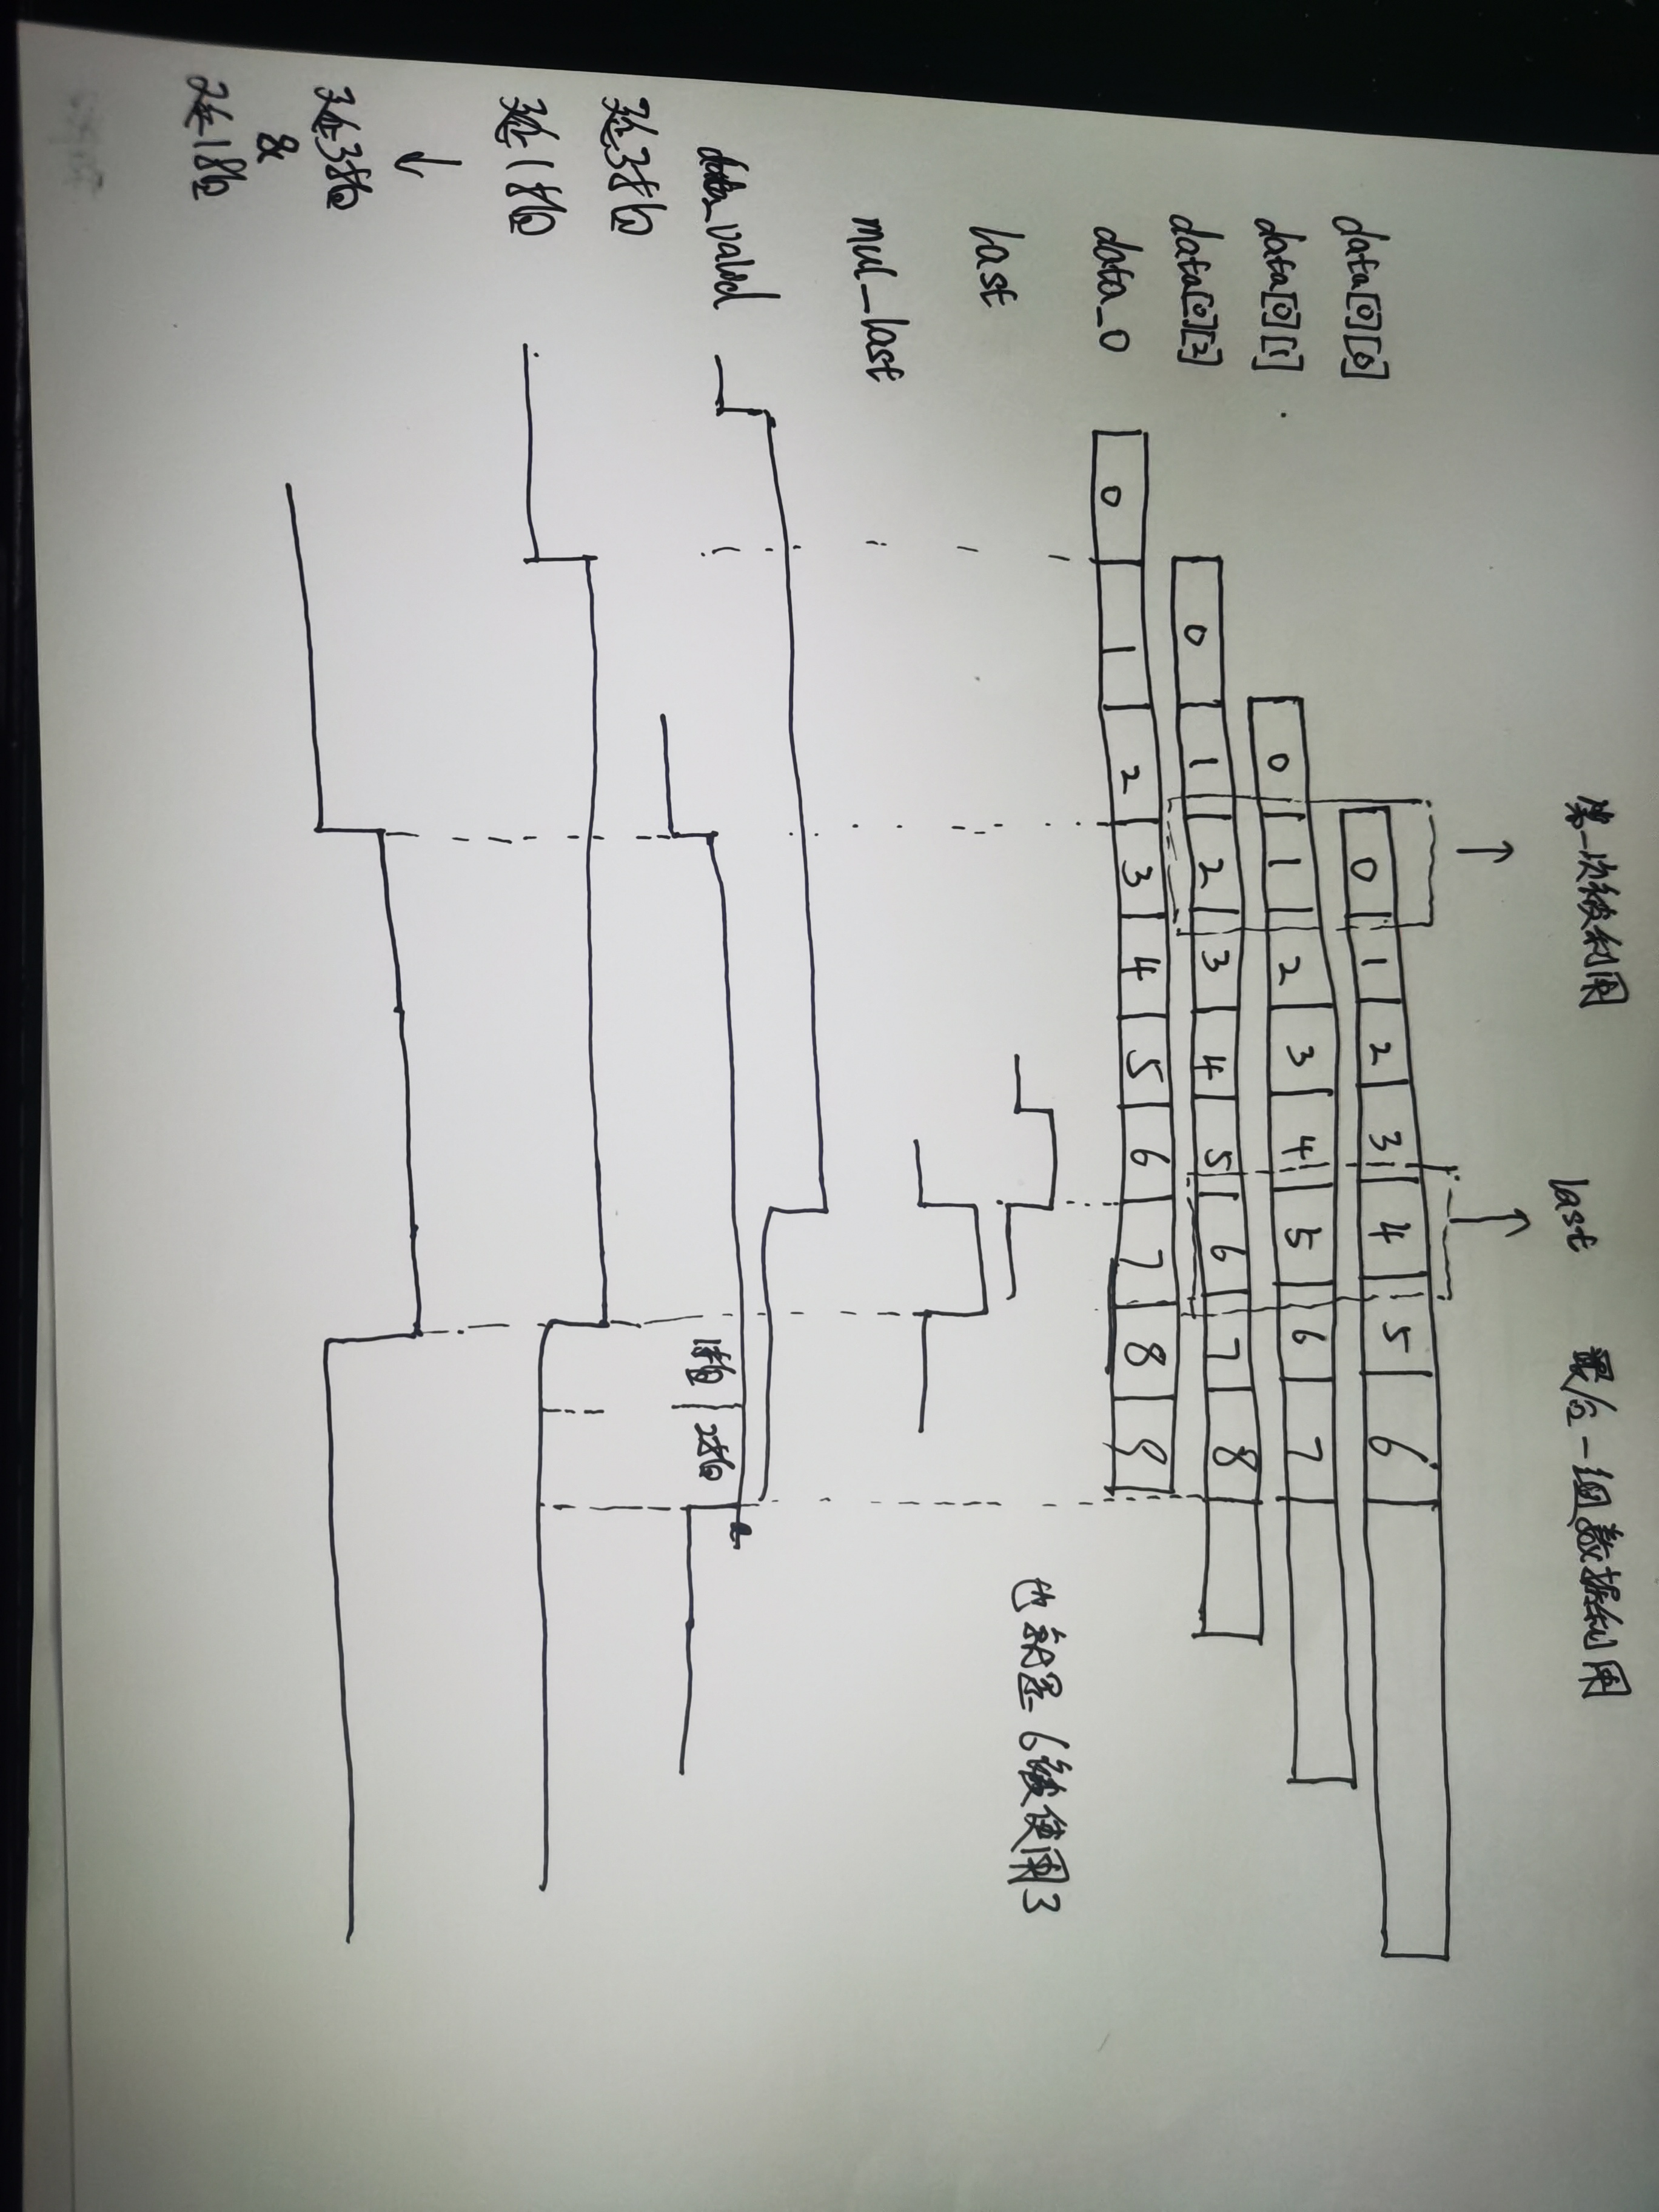 第一次被利用
last 最后一组数据利用
data[0][0] 0 1 2 3 4 5 6
data[0][1] 0 1 2 3 4 5 6 7
data[0][2] 0 1 2 3 4 5 6 7 8
data_0 0 1 2 3 4 5 6 7 8 9
last
也就是 6被使用3
mul_last
data_valid
1拍 2拍
延3拍
延1拍
延3拍
&
延1拍